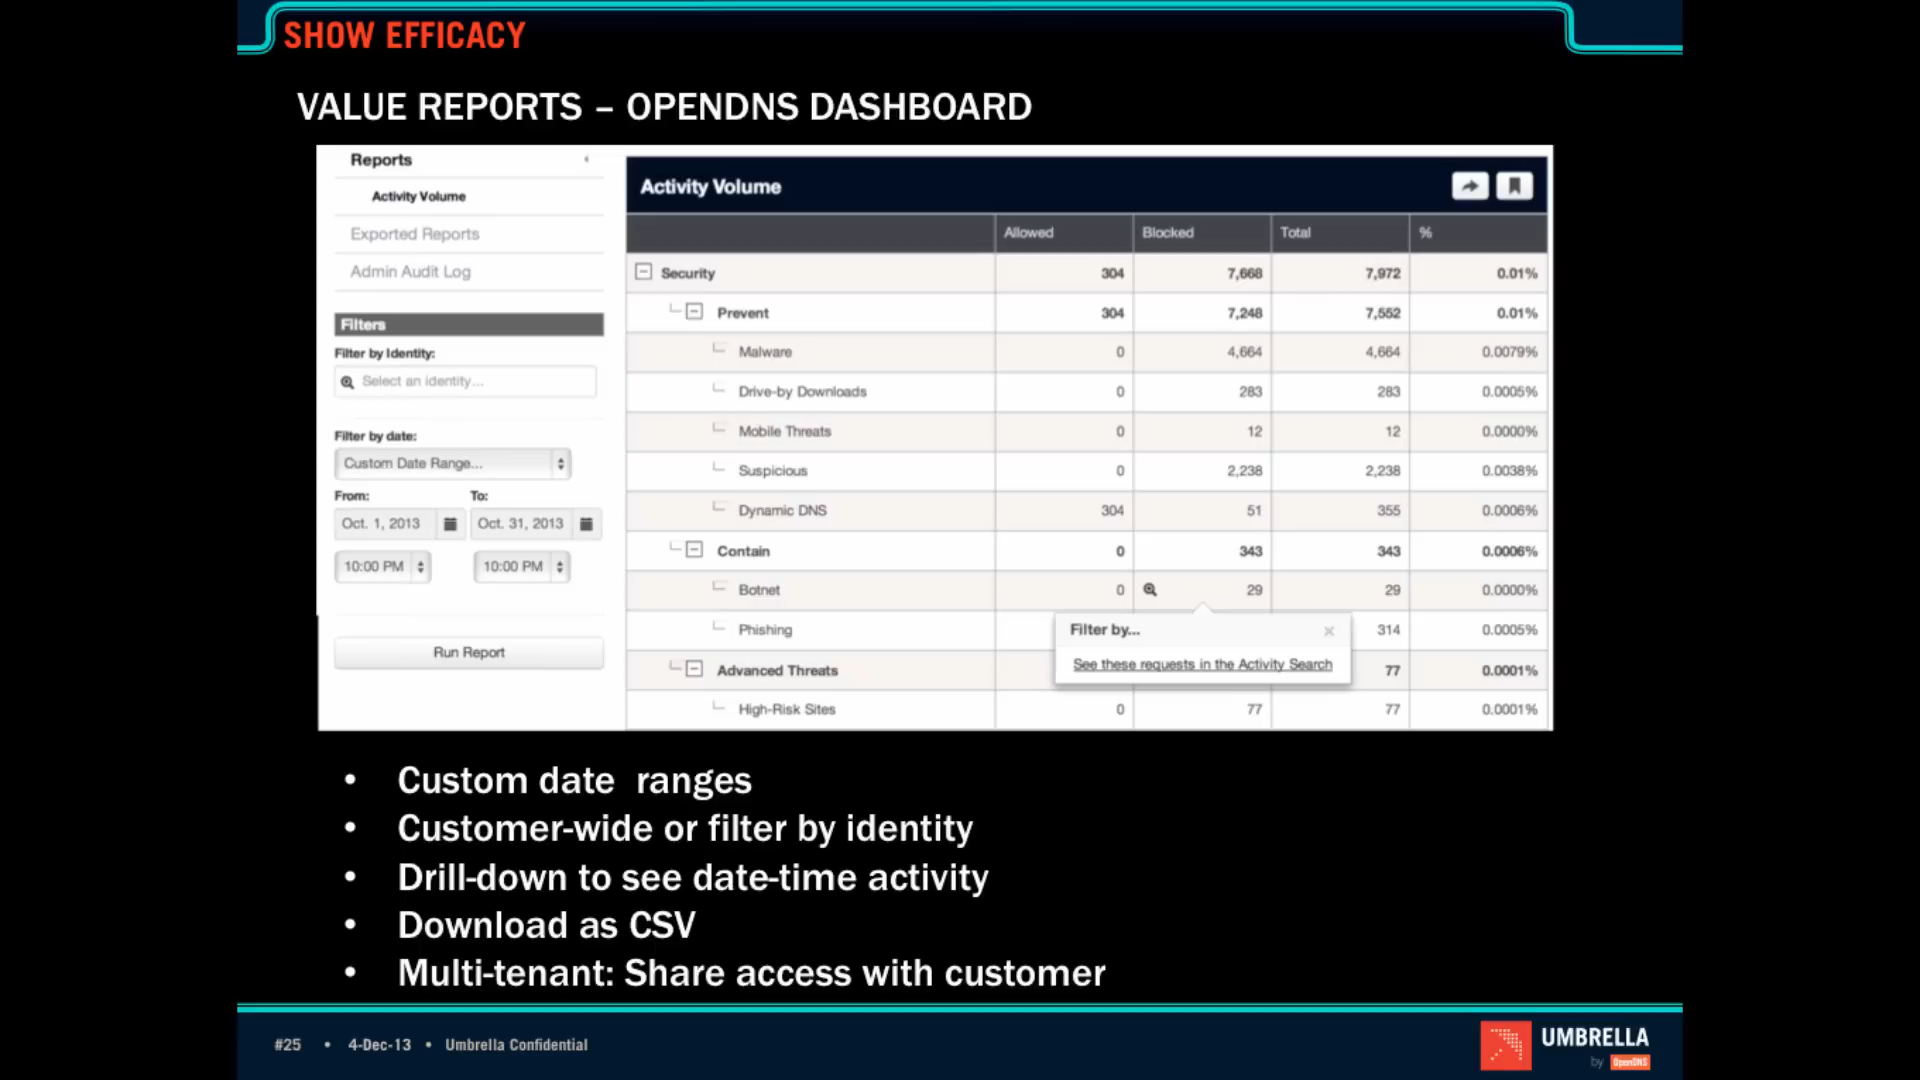 SHOW EFFICACY
VALUE REPORTS – OPENDNS DASHBOARD
Reports
Activity Volume
Exported Reports
Admin Audit Log
Filters
Filter by Identity:
Select an identity...
Filter by date:
Custom Date Range...
From: To:
Oct. 1, 2013 Oct. 31, 2013
10:00 PM 10:00 PM
Run Report
Activity Volume
Allowed Blocked Total %
Security 304 7,668 7,972 0.01%
Prevent 304 7,248 7,552 0.01%
Malware 0 4,664 4,664 0.0079%
Drive-by Downloads 0 283 283 0.0005%
Mobile Threats 0 12 12 0.0000%
Suspicious 0 2,238 2,238 0.0038%
Dynamic DNS 304 51 355 0.0006%
Contain 0 343 343 0.0006%
Botnet 0 29 29 0.0000%
Phishing 314 0.0005%
Filter by...
See these requests in the Activity Search
Advanced Threats 77 0.0001%
High-Risk Sites 0 77 77 0.0001%
• Custom date ranges
• Customer-wide or filter by identity
• Drill-down to see date-time activity
• Download as CSV
• Multi-tenant: Share access with customer
#25 • 4-Dec-13 • Umbrella Confidential
UMBRELLA
by OpenDNS